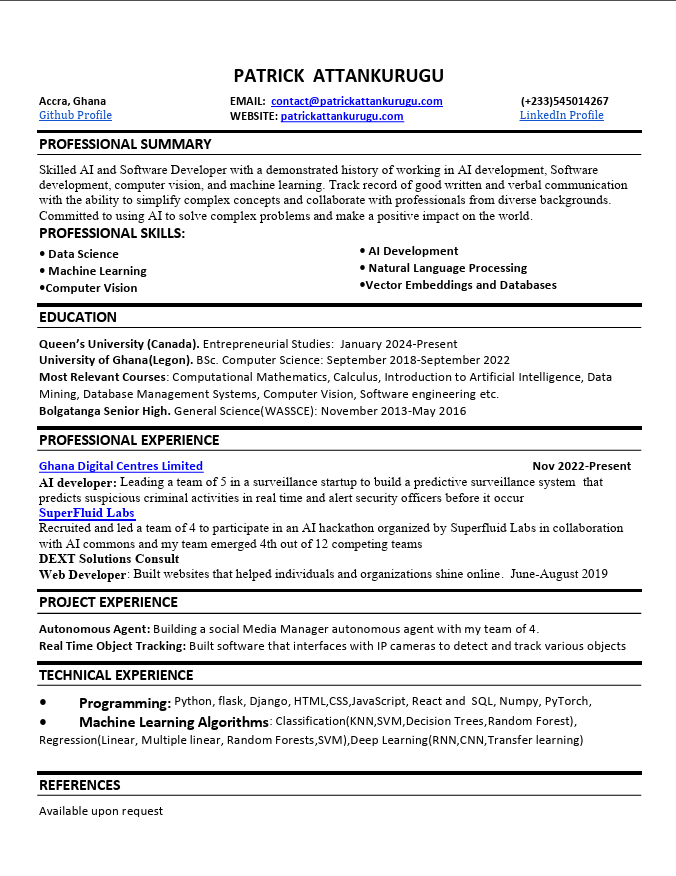 PATRICK ATTANKURUGU
Accra, Ghana EMAIL: contact@patrickattankurugu.com (+233)545014267
Github Profile WEBSITE: patrickattankurugu.com LinkedIn Profile
PROFESSIONAL SUMMARY
Skilled AI and Software Developer with a demonstrated history of working in AI development, Software
development, computer vision, and machine learning. Track record of good written and verbal communication
with the ability to simplify complex concepts and collaborate with professionals from diverse backgrounds.
Committed to using AI to solve complex problems and make a positive impact on the world.
PROFESSIONAL SKILLS:
• Data Science
• Machine Learning
•Computer Vision
• AI Development
• Natural Language Processing
•Vector Embeddings and Databases
EDUCATION
Queen’s University (Canada). Entrepreneurial Studies: January 2024-Present
University of Ghana(Legon). BSc. Computer Science: September 2018-September 2022
Most Relevant Courses: Computational Mathematics, Calculus, Introduction to Artificial Intelligence, Data
Mining, Database Management Systems, Computer Vision, Software engineering etc.
Bolgatanga Senior High. General Science(WASSCE): November 2013-May 2016
PROFESSIONAL EXPERIENCE
Ghana Digital Centres Limited Nov 2022-Present
AI developer: Leading a team of 5 in a surveillance startup to build a predictive surveillance system that
predicts suspicious criminal activities in real time and alert security officers before it occur
SuperFluid Labs
Recruited and led a team of 4 to participate in an AI hackathon organized by Superfluid Labs in collaboration
with AI commons and my team emerged 4th out of 12 competing teams
DEXT Solutions Consult
Web Developer: Built websites that helped individuals and organizations shine online. June-August 2019
PROJECT EXPERIENCE
Autonomous Agent: Building a social Media Manager autonomous agent with my team of 4.
Real Time Object Tracking: Built software that interfaces with IP cameras to detect and track various objects
TECHNICAL EXPERIENCE
• Programming: Python, flask, Django, HTML,CSS,JavaScript, React and SQL, Numpy, PyTorch,
• Machine Learning Algorithms: Classification(KNN,SVM,Decision Trees,Random Forest),
Regression(Linear, Multiple linear, Random Forests,SVM),Deep Learning(RNN,CNN,Transfer learning)
REFERENCES
Available upon request